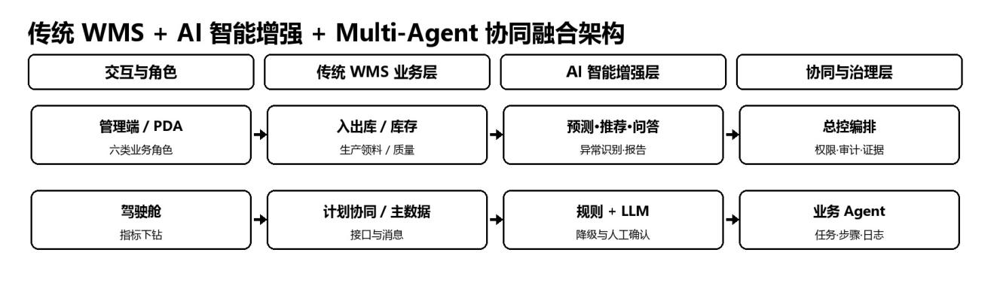 传统 WMS + AI 智能增强 + Multi-Agent 协同融合架构
交互与角色
传统 WMS 业务层
AI 智能增强层
协同与治理层
管理端 / PDA
六类业务角色
入出库 / 库存
生产领料 / 质量
预测·推荐·问答
异常识别·报告
总控编排
权限·审计·证据
驾驶舱
指标下钻
计划协同 / 主数据
接口与消息
规则 + LLM
降级与人工确认
业务 Agent
任务·步骤·日志